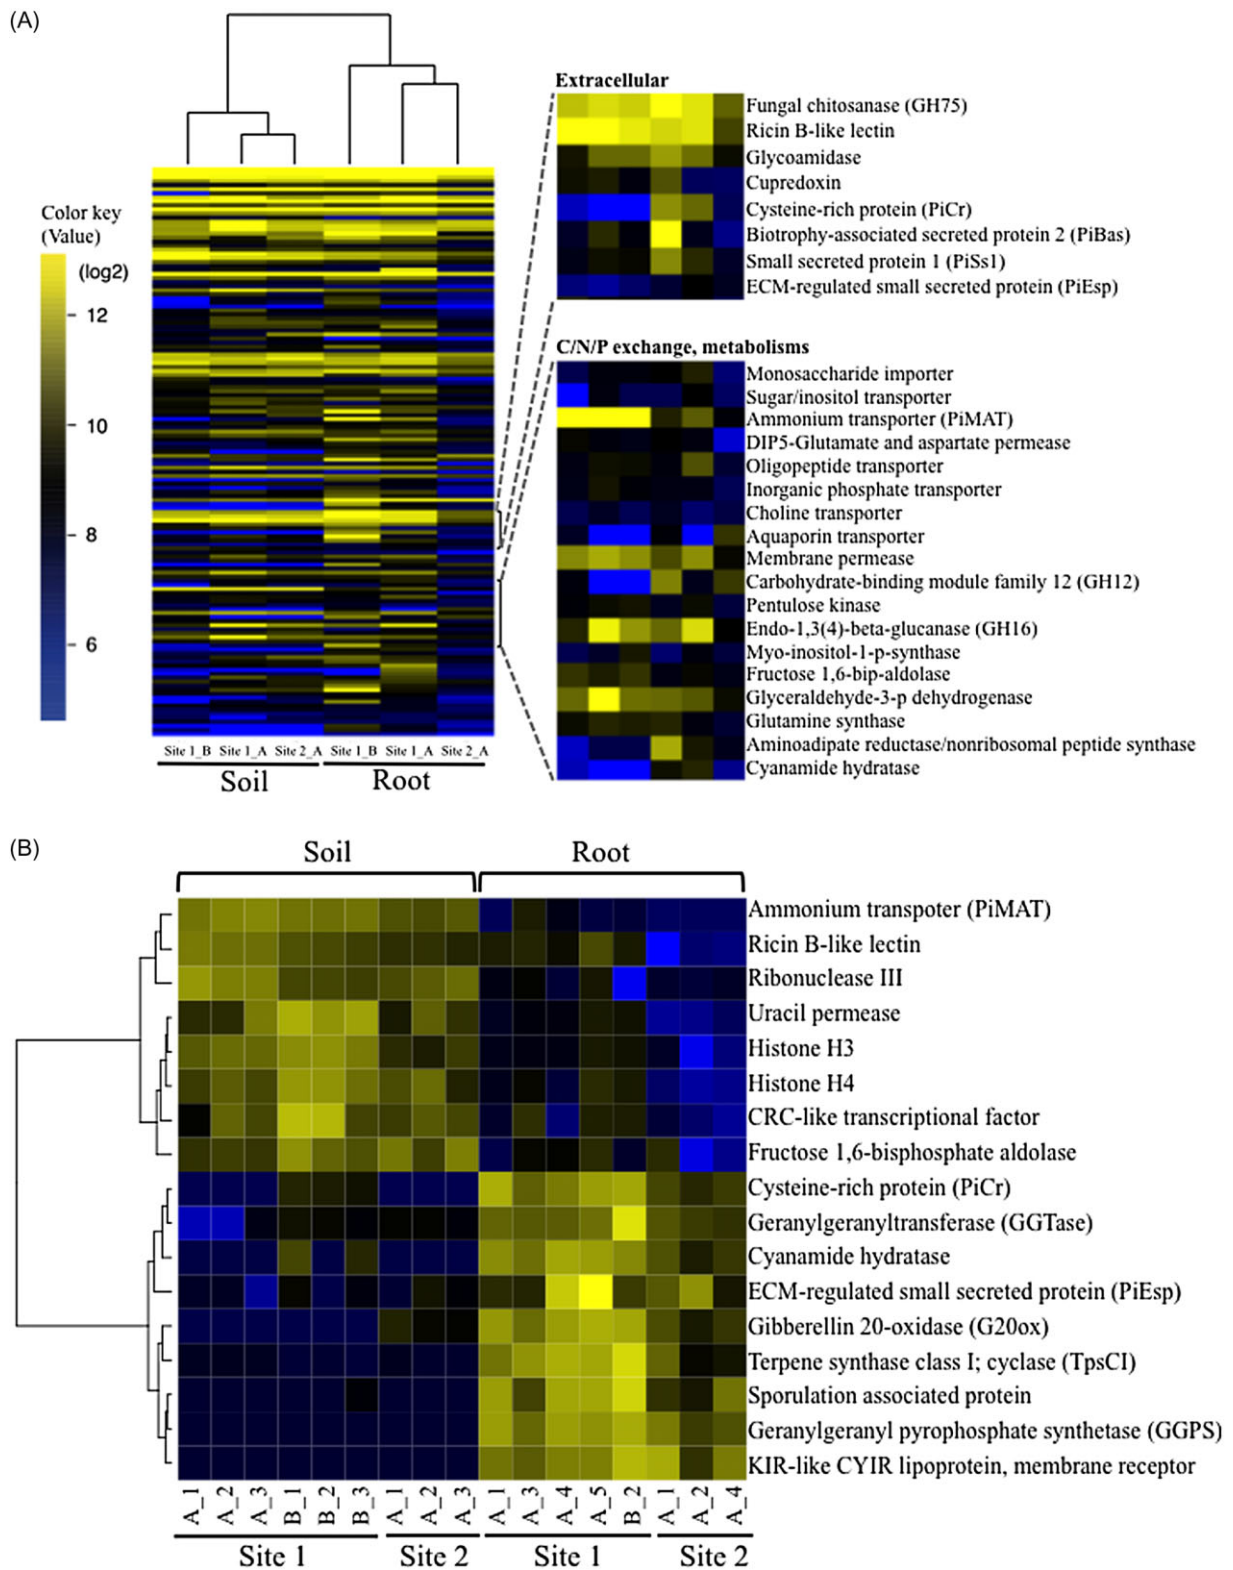 (A)
Color key
(Value)
(log2)
12
10
8
6
Site 1_B Site 1_A Site 2_A Site 1_B Site 1_A Site 2_A
Soil Root
Extracellular
Fungal chitosanase (GH75)
Ricin B-like lectin
Glycoamidase
Cupredoxin
Cysteine-rich protein (PiCr)
Biotrophy-associated secreted protein 2 (PiBas)
Small secreted protein 1 (PiSs1)
ECM-regulated small secreted protein (PiEsp)
C/N/P exchange, metabolisms
Monosaccharide importer
Sugar/inositol transporter
Ammonium transporter (PiMAT)
DIP5-Glutamate and aspartate permease
Oligopeptide transporter
Inorganic phosphate transporter
Choline transporter
Aquaporin transporter
Membrane permease
Carbohydrate-binding module family 12 (GH12)
Pentulose kinase
Endo-1,3(4)-beta-glucanase (GH16)
Myo-inositol-1-p-synthase
Fructose 1,6-bip-aldolase
Glyceraldehyde-3-p dehydrogenase
Glutamine synthase
Aminoadipate reductase/nonribosomal peptide synthase
Cyanamide hydratase
(B)
Soil Root
Ammonium transpoter (PiMAT)
Ricin B-like lectin
Ribonuclease III
Uracil permease
Histone H3
Histone H4
CRC-like transcriptional factor
Fructose 1,6-bisphosphate aldolase
Cysteine-rich protein (PiCr)
Geranylgeranyltransferase (GGTase)
Cyanamide hydratase
ECM-regulated small secreted protein (PiEsp)
Gibberellin 20-oxidase (G20ox)
Terpene synthase class I; cyclase (TpsCI)
Sporulation associated protein
Geranylgeranyl pyrophosphate synthetase (GGPS)
KIR-like CYIR lipoprotein, membrane receptor
A_1 A_2 A_3 B_1 B_2 B_3 A_1 A_2 A_3 A_1 A_3 A_4 A_5 B_2 A_1 A_2 A_4
Site 1 Site 2 Site 1 Site 2